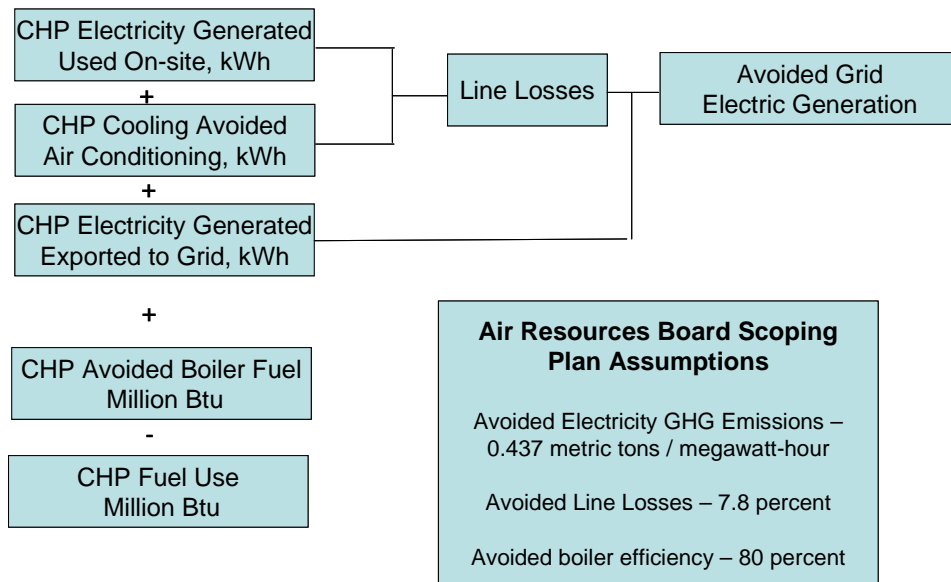 CHP Electricity Generated
Used On-site, kWh
+
CHP Cooling Avoided
Air Conditioning, kWh
+
CHP Electricity Generated
Exported to Grid, kWh
+
CHP Avoided Boiler Fuel
Million Btu
-
CHP Fuel Use
Million Btu
Line Losses
Avoided Grid
Electric Generation
Air Resources Board Scoping
Plan Assumptions
Avoided Electricity GHG Emissions –
0.437 metric tons / megawatt-hour
Avoided Line Losses – 7.8 percent
Avoided boiler efficiency – 80 percent